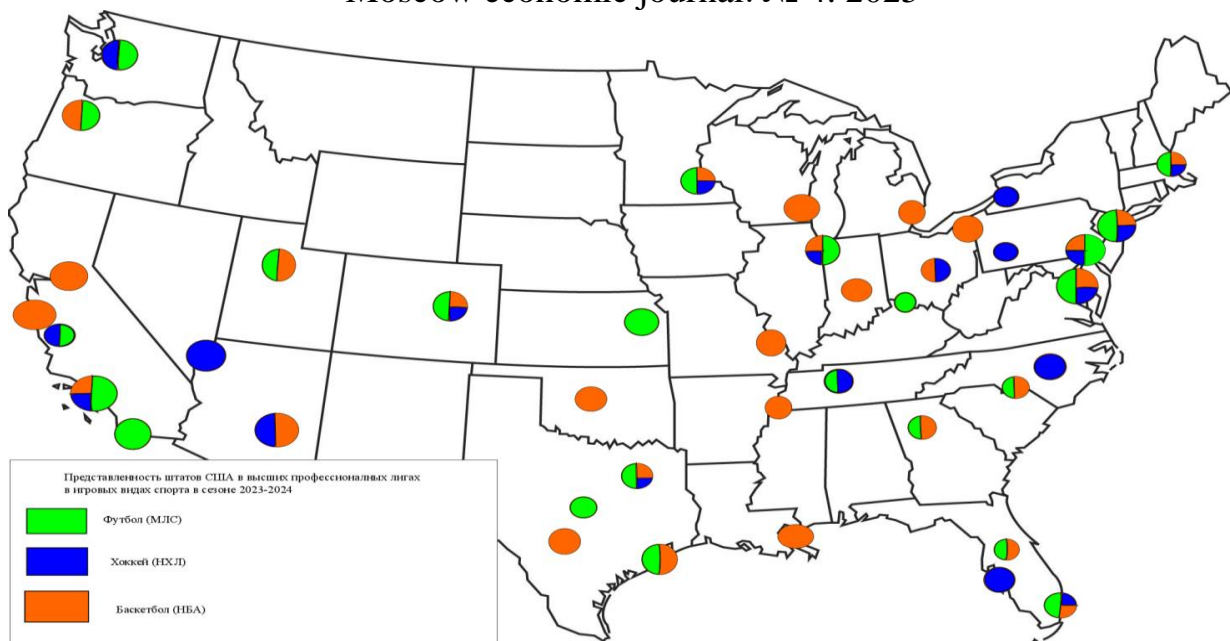 Moscow economic journal. № 4. 2023
Представленность штатов США в высших профессиональных лигах
в игровых видах спорта в сезоне 2023-2024
Футбол (МЛС)
Хоккей (НХЛ)
Баскетбол (НБА)